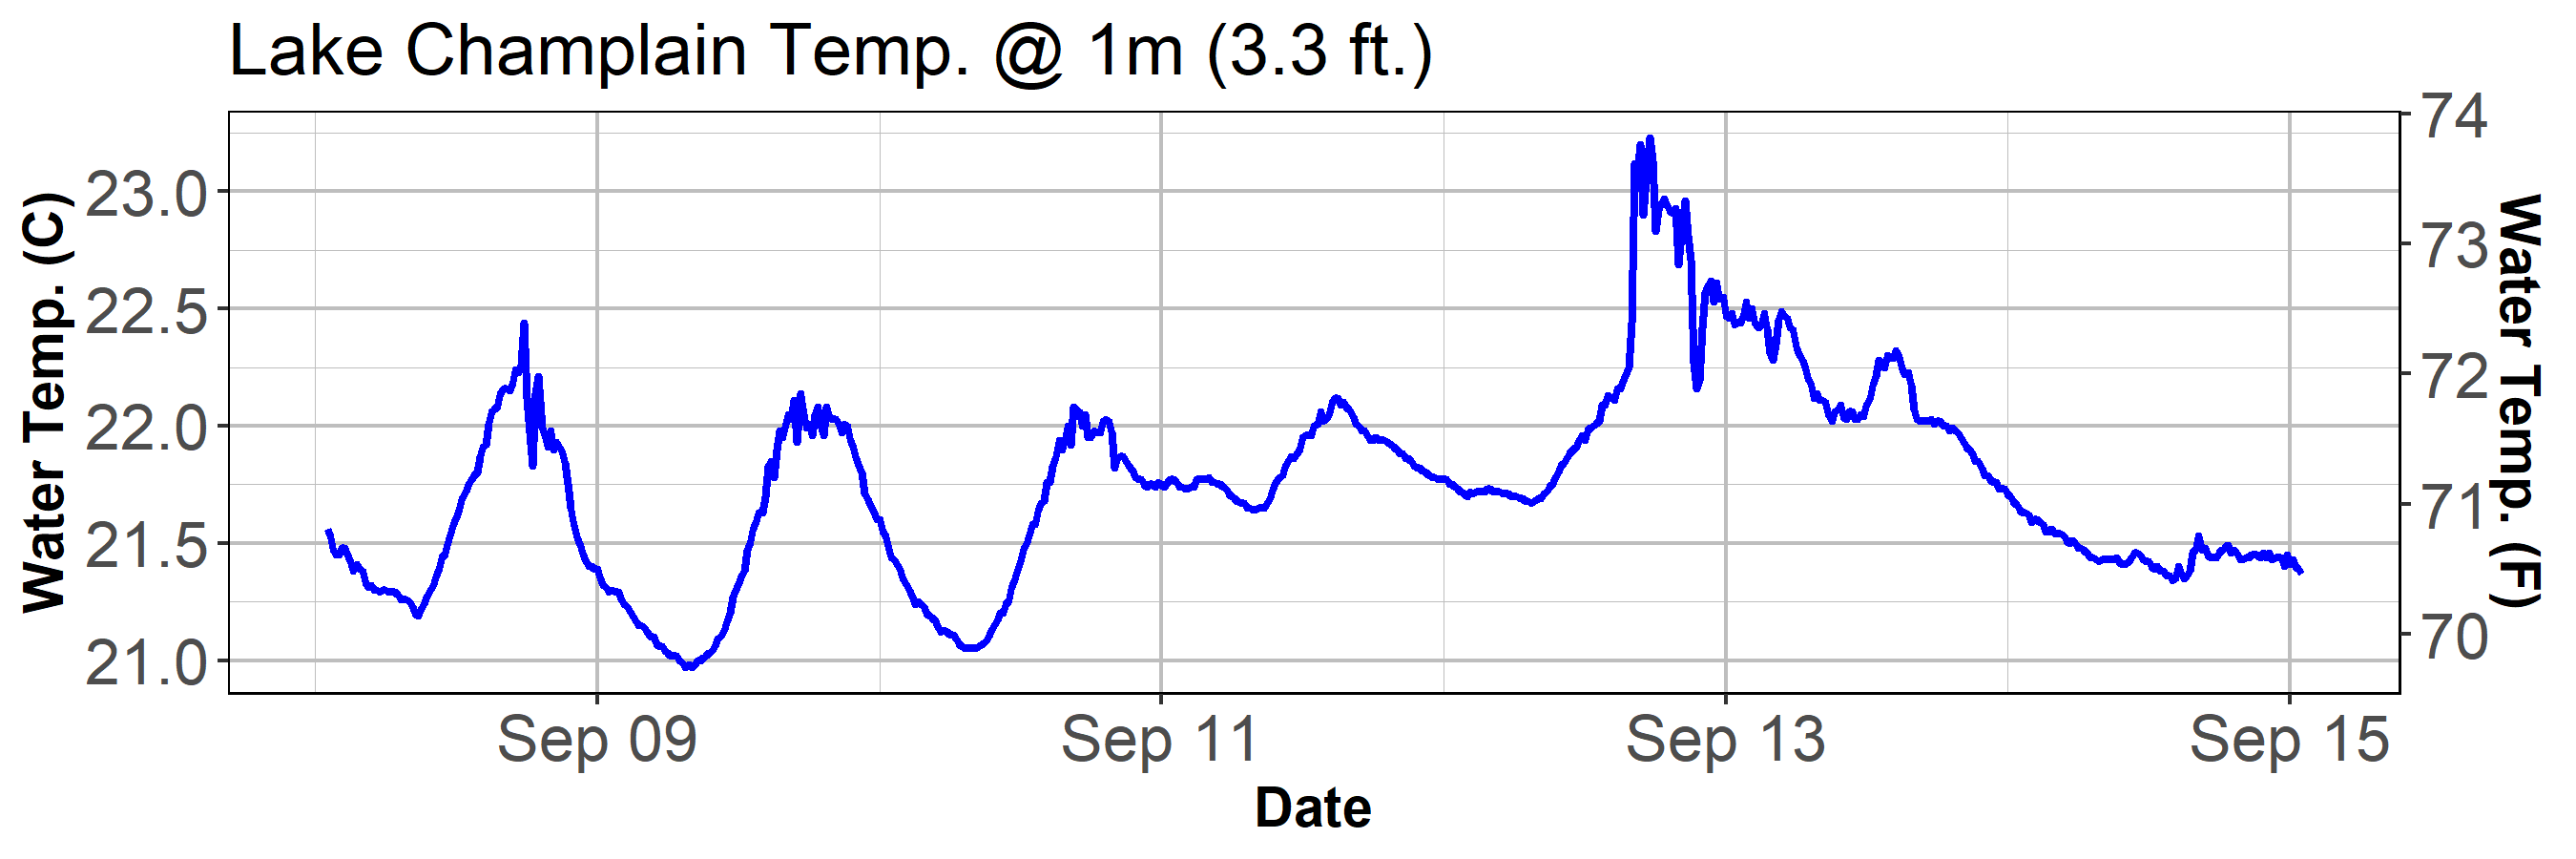 Lake Champlain Temp. @ 1m (3.3 ft.)
Water Temp. (C)
23.0
22.5
22.0
21.5
21.0
74
73
72
71
70
Water Temp. (F)
Sep 09 Sep 11 Sep 13 Sep 15
Date